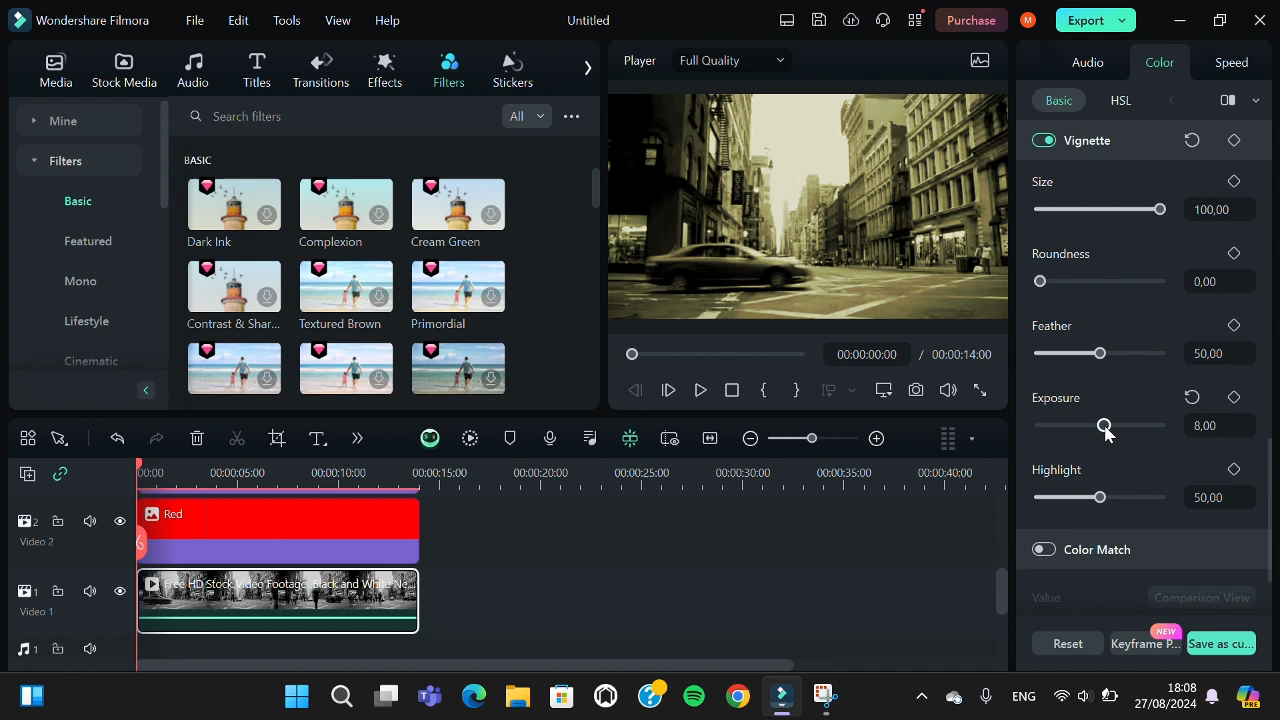 Wondershare Filmora
File
Edit
Tools
View
Help
Untitled
Purchase
M
Export
Media
Stock Media
Audio
Titles
Transitions
Effects
Filters
Stickers
Player
Full Quality
Audio
Color
Speed
Mine
Search filters
All
Basic
HSL
Filters
BASIC
Vignette
Basic
Size
100,00
Featured
Dark Ink
Complexion
Cream Green
Roundness
0,00
Mono
Lifestyle
Contrast & Shar...
Textured Brown
Primordial
Feather
50,00
Cinematic
00:00:00:00
/
00:00:14:00
Exposure
8,00
Highlight
50,00
00:00
00:00:05:00
00:00:10:00
00:00:15:00
00:00:20:00
00:00:25:00
00:00:30:00
00:00:35:00
00:00:40:00
2
Red
Video 2
Color Match
1
Free HD Stock Video Footage. Black and White Ne...
Video 1
Value
Comparison View
NEW
1
Reset
Keyframe P...
Save as cu...
ENG
18:08
27/08/2024
PRE